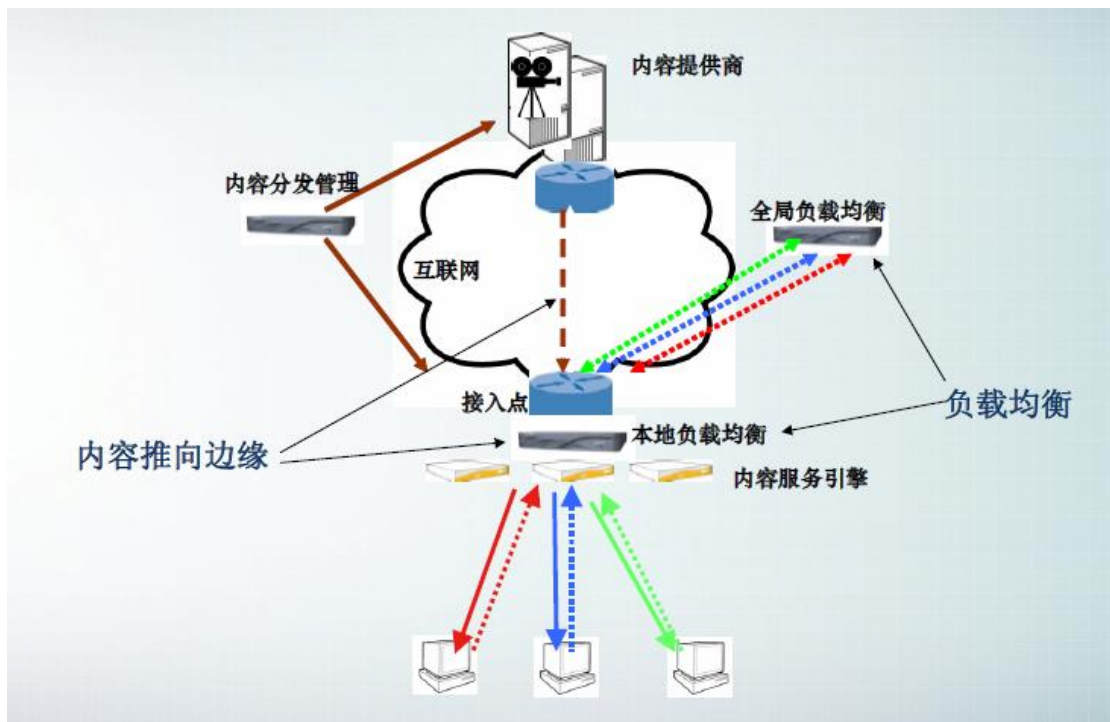 内容提供商
内容分发管理
全局负载均衡
互联网
接入点
负载均衡
本地负载均衡
内容推向边缘
内容服务引擎